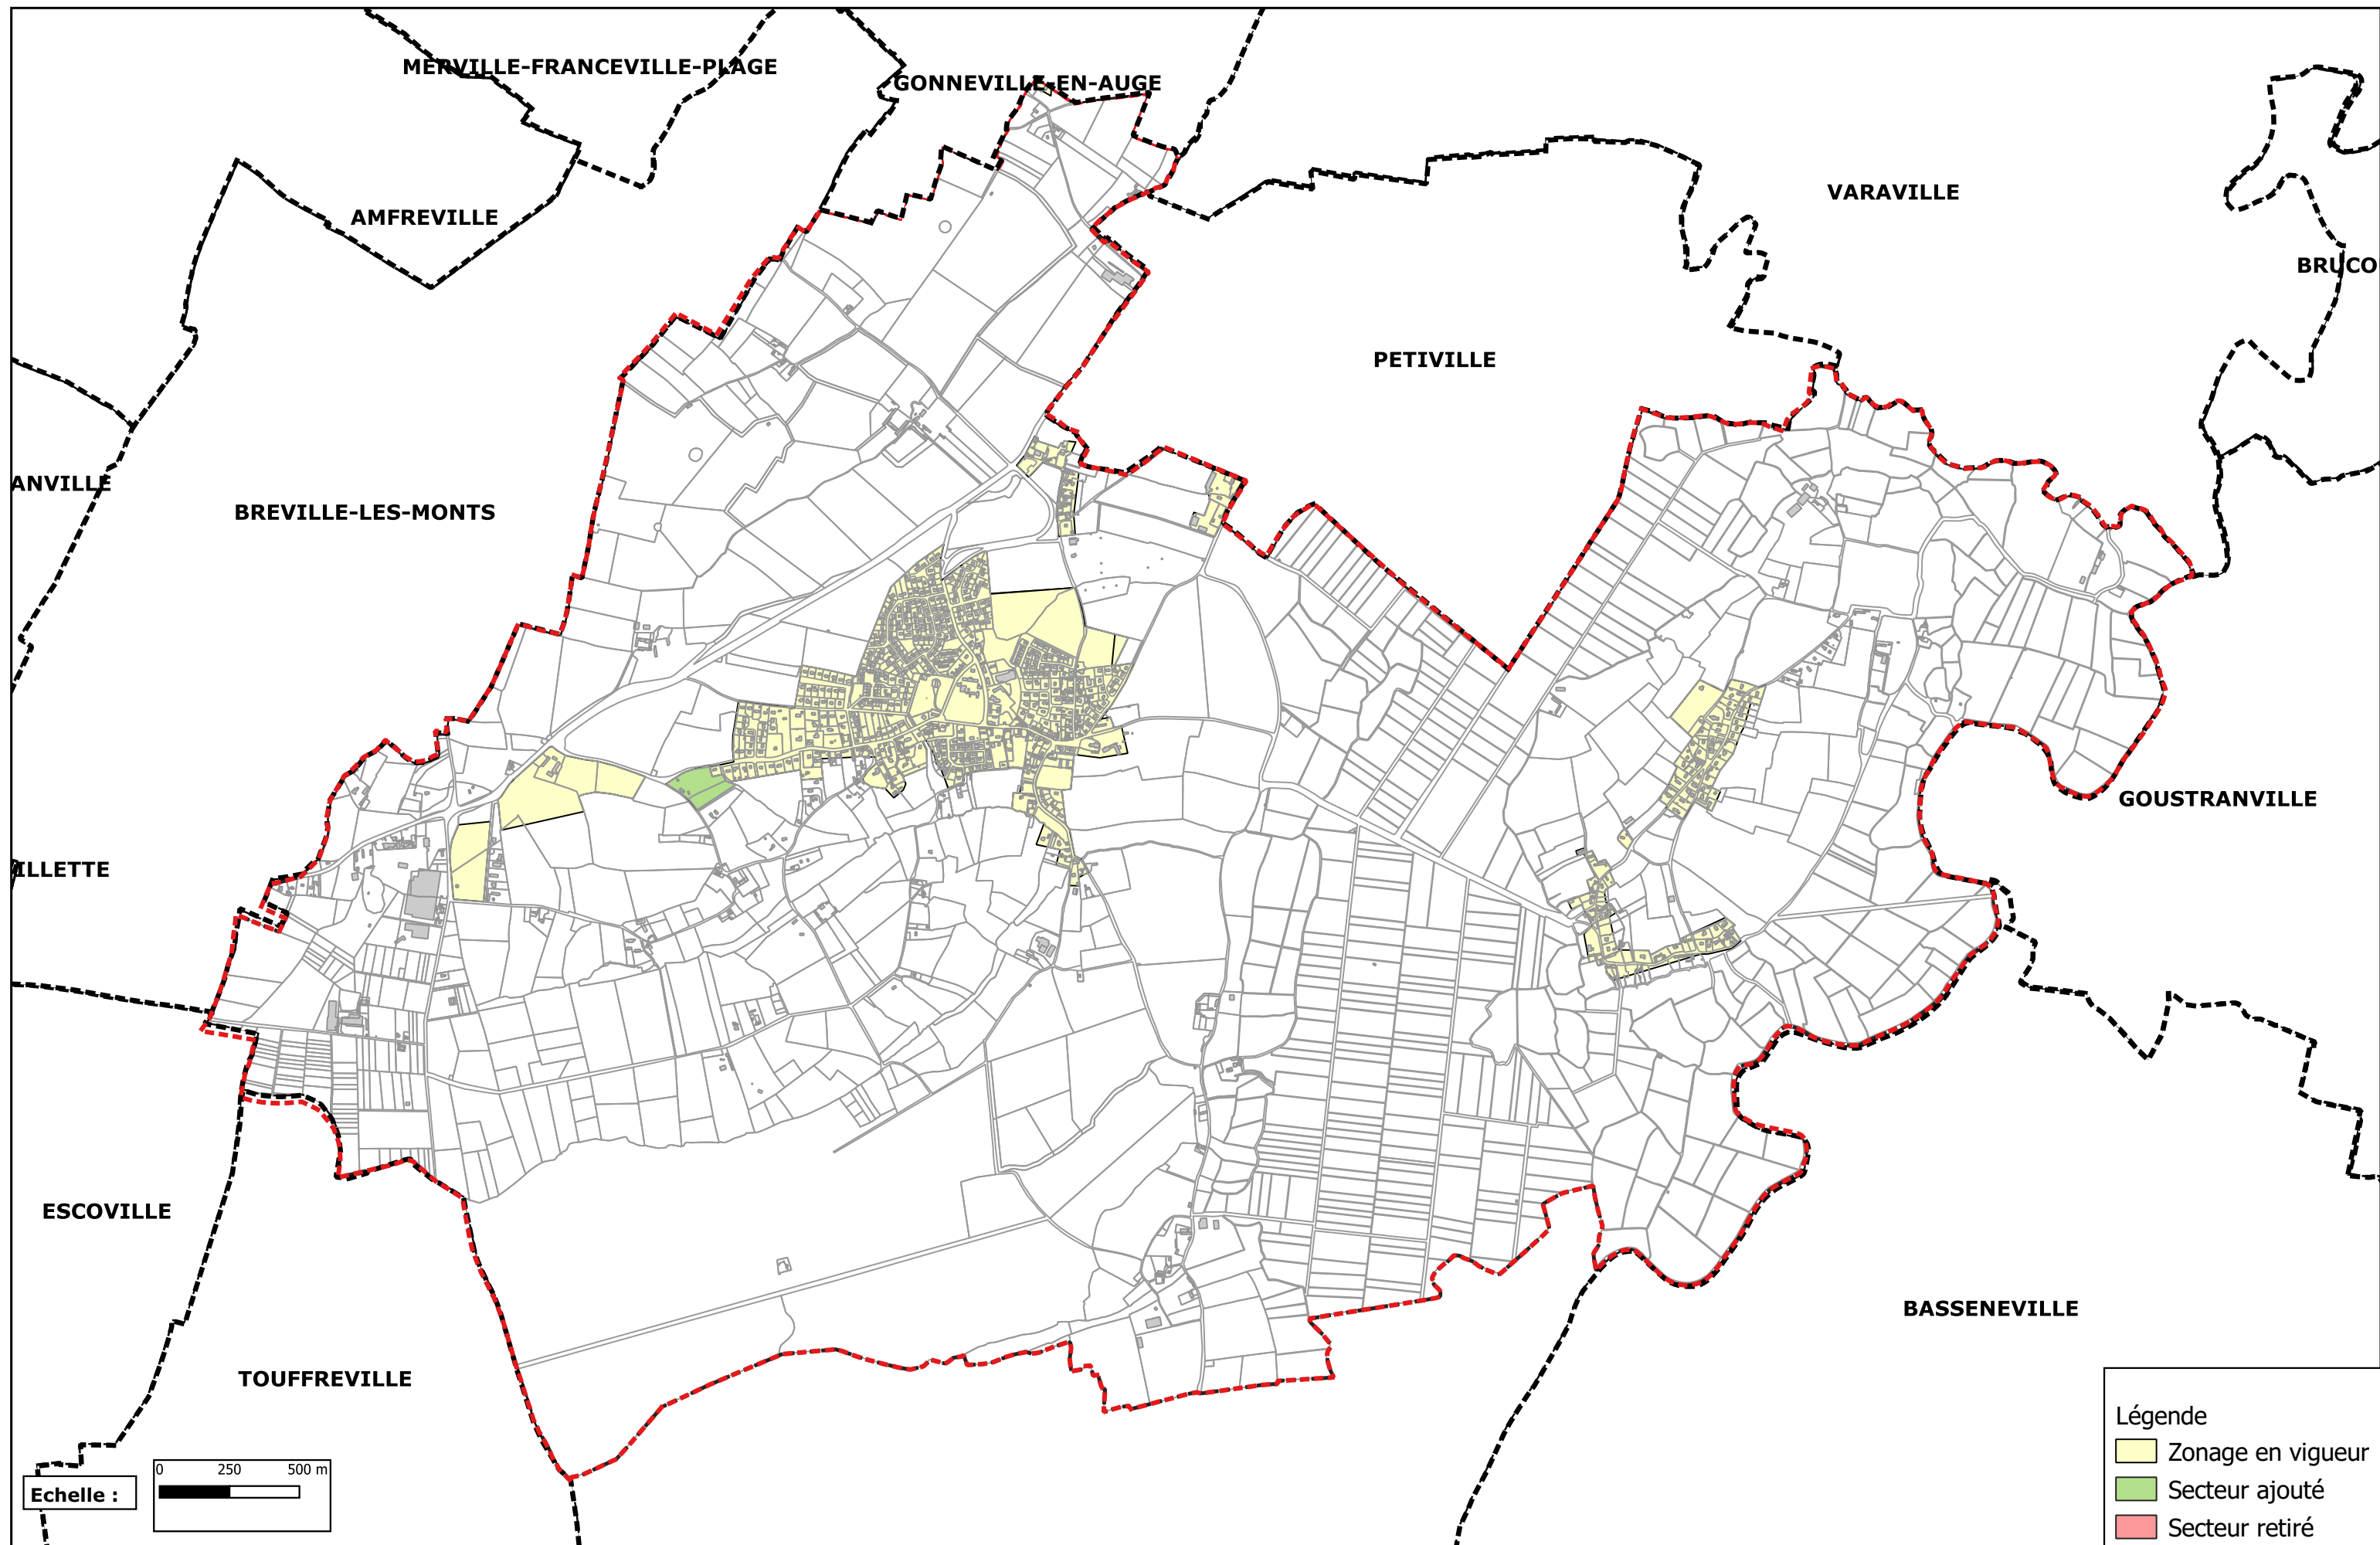 MERVILLE-FRANCEVILLE-PLAGE
GONNEVILLE-EN-AUGE
VARAVILLE
AMFREVILLE
BRUCO
PETIVILLE
ANVILLE
BREVILLE-LES-MONTS
GOUSTRANVILLE
ILLETTE
ESCOVILLE
BASSENEVILLE
TOUFFREVILLE
Légende
Zonage en vigueur
Secteur ajouté
Secteur retiré
Echelle :
0 250 500 m